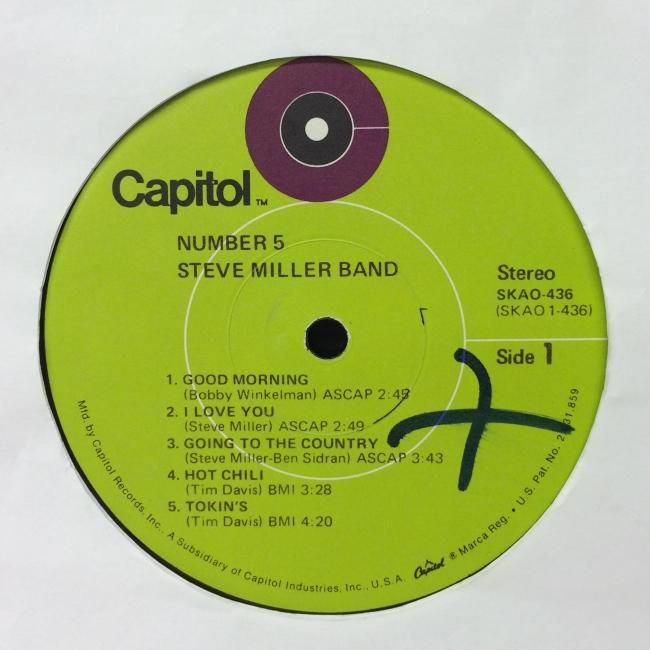 Capitol TM
NUMBER 5
STEVE MILLER BAND
Stereo
SKAO-436
(SKAO 1-436)
Side 1
1. GOOD MORNING
(Bobby Winkelman) ASCAP 2:45
2. I LOVE YOU
(Steve Miller) ASCAP 2:49
3. GOING TO THE COUNTRY
(Steve Miller-Ben Sidran) ASCAP 3:43
4. HOT CHILI
(Tim Davis) BMI 3:28
5. TOKIN'S
(Tim Davis) BMI 4:20
Mfd. by Capitol Records, Inc., A Subsidiary of Capitol Industries, Inc., U.S.A. Capitol ® Marca Reg. • U.S. Pat. No.